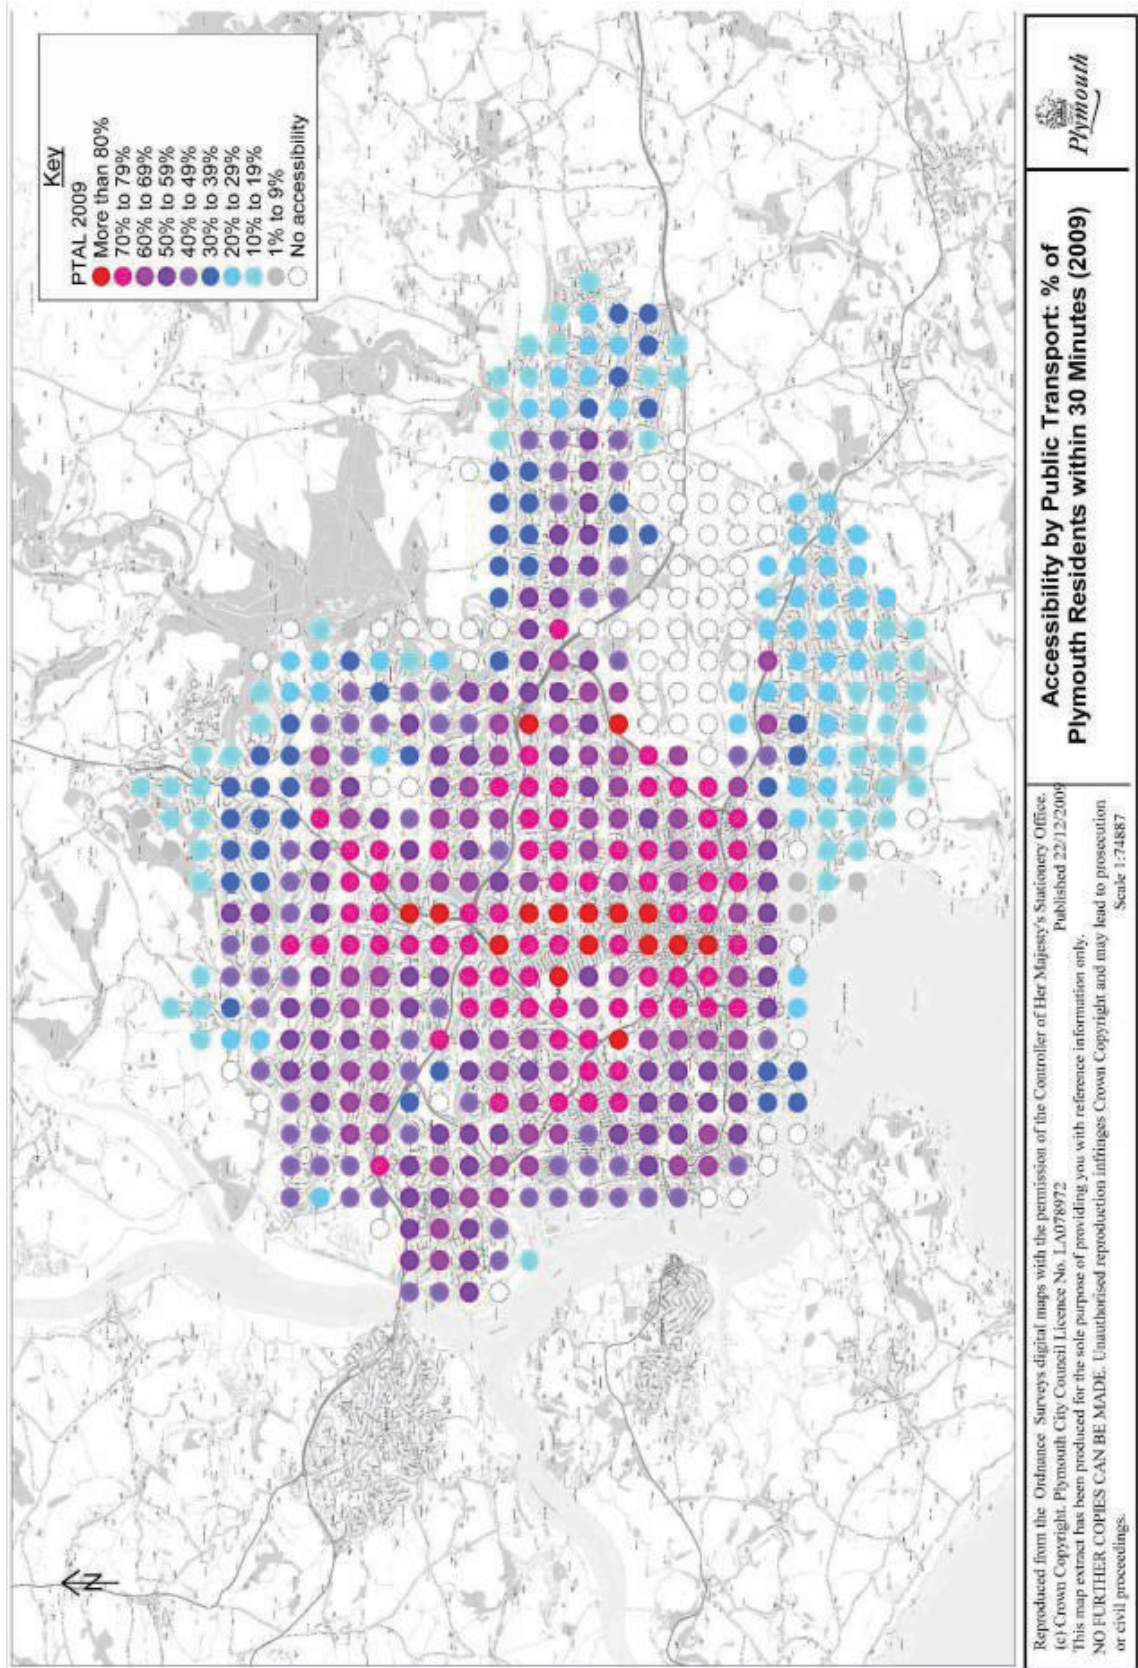 Key
PTAL 2009
More than 80%
70% to 79%
60% to 69%
50% to 59%
40% to 49%
30% to 39%
20% to 29%
10% to 19%
1% to 9%
No accessibility
N
Reproduced from the Ordnance Surveys digital maps with the permission of the Controller of Her Majesty's Stationery Office.
(c) Crown Copyright. Plymouth City Council Licence No. LA078972 Published 22/12/2009
This map extract has been produced for the sole purpose of providing you with reference information only.
NO FURTHER COPIES CAN BE MADE. Unauthorised reproduction infringes Crown Copyright and may lead to prosecution
or civil proceedings. Scale 1:74887
Accessibility by Public Transport: % of
Plymouth Residents within 30 Minutes (2009)
Plymouth